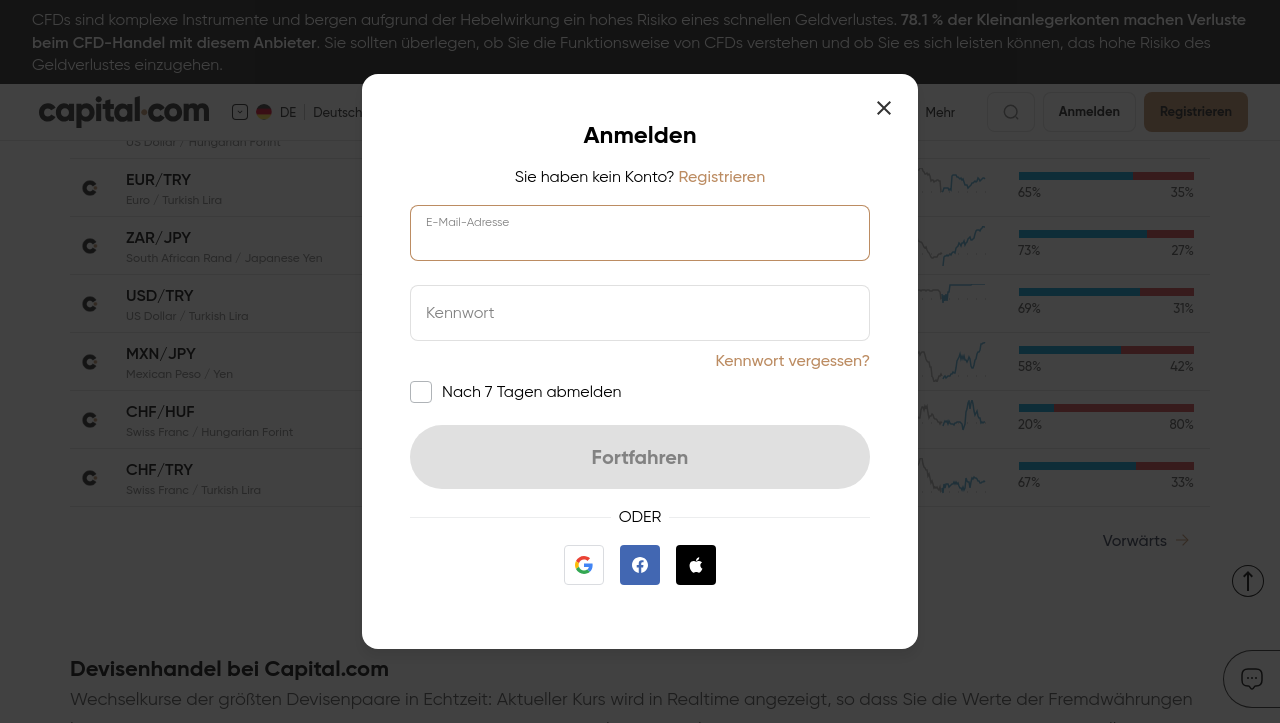 CFDs sind komplexe Instrumente und bergen aufgrund der Hebelwirkung ein hohes Risiko eines schnellen Geldverlustes. 78.1 % der Kleinanlegerkonten machen Verluste
beim CFD-Handel mit diesem Anbieter. Sie sollten überlegen, ob Sie die Funktionsweise von CFDs verstehen und ob Sie es sich leisten können, das hohe Risiko des
Geldverlustes einzugehen.
capital.com DE Deutsch Mehr Anmelden Registrieren
US Dollar / Hungarian Forint
EUR/TRY
Euro / Turkish Lira
65% 35%
ZAR/JPY
South African Rand / Japanese Yen
73% 27%
USD/TRY
US Dollar / Turkish Lira
69% 31%
MXN/JPY
Mexican Peso / Yen
58% 42%
CHF/HUF
Swiss Franc / Hungarian Forint
20% 80%
CHF/TRY
Swiss Franc / Turkish Lira
67% 33%
Vorwärts
Anmelden
Sie haben kein Konto? Registrieren
E-Mail-Adresse
Kennwort
Kennwort vergessen?
Nach 7 Tagen abmelden
Fortfahren
ODER
Devisenhandel bei Capital.com
Wechselkurse der größten Devisenpaare in Echtzeit: Aktueller Kurs wird in Realtime angezeigt, so dass Sie die Werte der Fremdwährungen